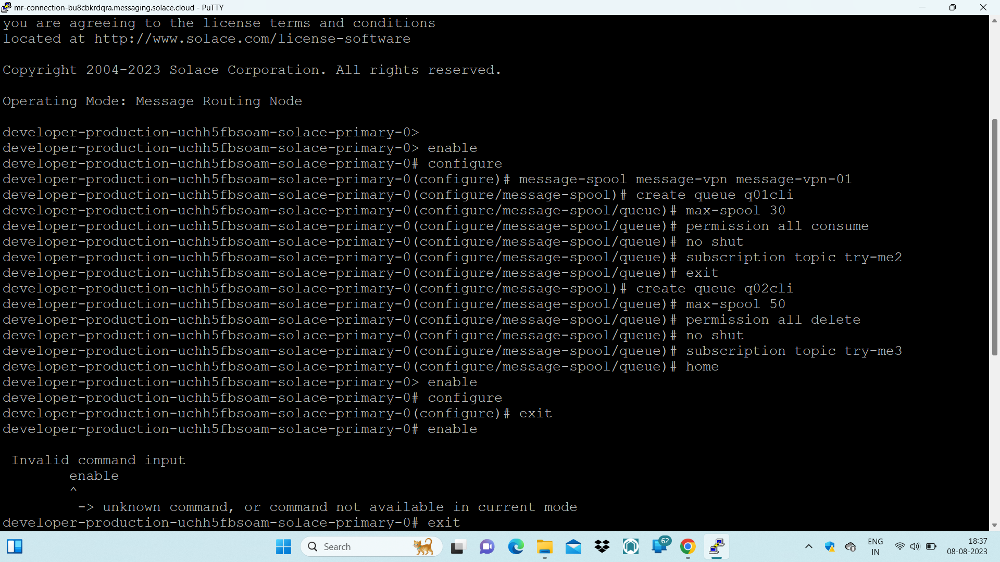 mr-connection-bu8cbkrdqra.messaging.solace.cloud - PuTTY
you are agreeing to the license terms and conditions
located at http://www.solace.com/license-software
Copyright 2004-2023 Solace Corporation. All rights reserved.
Operating Mode: Message Routing Node
developer-production-uchh5fbsoam-solace-primary-0>
developer-production-uchh5fbsoam-solace-primary-0> enable
developer-production-uchh5fbsoam-solace-primary-0# configure
developer-production-uchh5fbsoam-solace-primary-0(configure)# message-spool message-vpn message-vpn-01
developer-production-uchh5fbsoam-solace-primary-0(configure/message-spool)# create queue q01cli
developer-production-uchh5fbsoam-solace-primary-0(configure/message-spool/queue)# max-spool 30
developer-production-uchh5fbsoam-solace-primary-0(configure/message-spool/queue)# permission all consume
developer-production-uchh5fbsoam-solace-primary-0(configure/message-spool/queue)# no shut
developer-production-uchh5fbsoam-solace-primary-0(configure/message-spool/queue)# subscription topic try-me2
developer-production-uchh5fbsoam-solace-primary-0(configure/message-spool/queue)# exit
developer-production-uchh5fbsoam-solace-primary-0(configure/message-spool)# create queue q02cli
developer-production-uchh5fbsoam-solace-primary-0(configure/message-spool/queue)# max-spool 50
developer-production-uchh5fbsoam-solace-primary-0(configure/message-spool/queue)# permission all delete
developer-production-uchh5fbsoam-solace-primary-0(configure/message-spool/queue)# no shut
developer-production-uchh5fbsoam-solace-primary-0(configure/message-spool/queue)# subscription topic try-me3
developer-production-uchh5fbsoam-solace-primary-0(configure/message-spool/queue)# home
developer-production-uchh5fbsoam-solace-primary-0> enable
developer-production-uchh5fbsoam-solace-primary-0# configure
developer-production-uchh5fbsoam-solace-primary-0(configure)# exit
developer-production-uchh5fbsoam-solace-primary-0# enable
Invalid command input
enable
^
-> unknown command, or command not available in current mode
developer-production-uchh5fbsoam-solace-primary-0# exit
Search
62
ENG
IN
18:37
08-08-2023